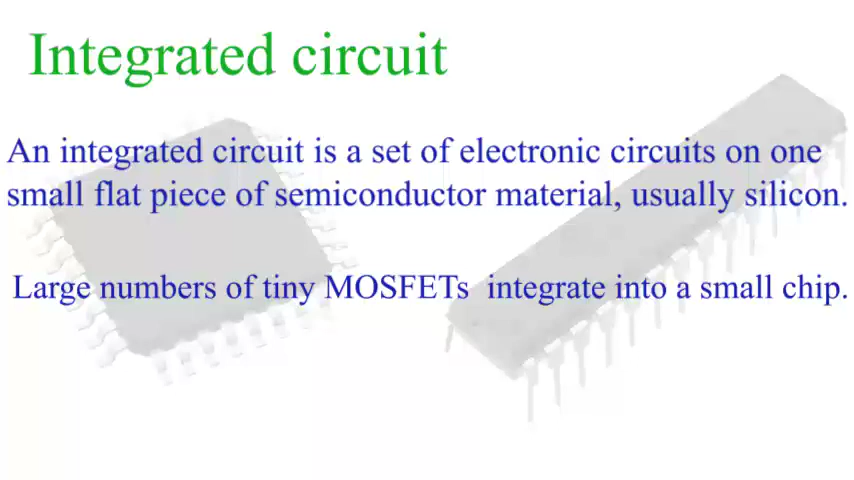 Integrated circuit
An integrated circuit is a set of electronic circuits on one
small flat piece of semiconductor material, usually silicon.
Large numbers of tiny MOSFETs integrate into a small chip.